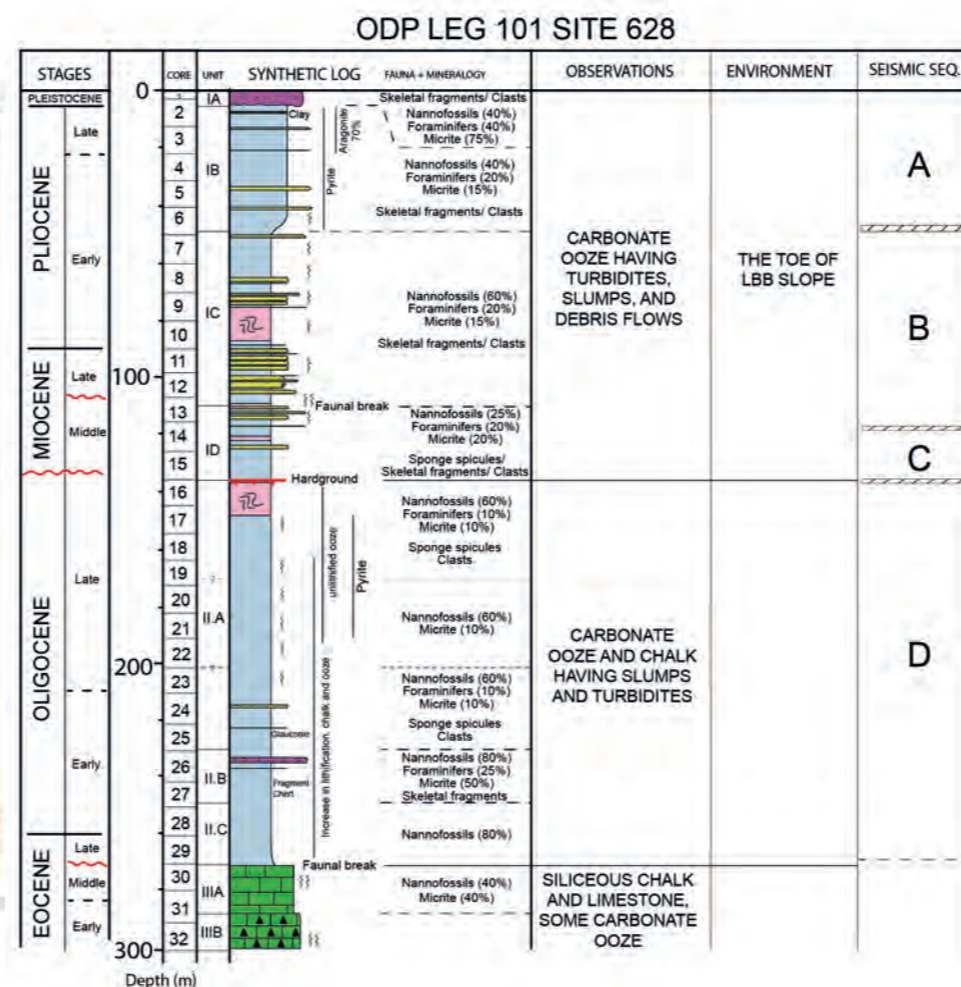 ODP LEG 101 SITE 628
STAGES
CORE
UNIT
SYNTHETIC LOG
FAUNA + MINERALOGY
OBSERVATIONS
ENVIRONMENT
SEISMIC SEQ.
PLEISTOCENE
PLIOCENE
Late
Early
MIOCENE
Late
Middle
OLIGOCENE
Late
Early
EOCENE
Late
Middle
Early
0
100
200
300
Depth (m)
2
3
4
5
6
7
8
9
10
11
12
13
14
15
16
17
18
19
20
21
22
23
24
25
26
27
28
29
30
31
32
IA
IB
IC
ID
?
II.A
?
II.B
II.C
IIIA
IIIB
Clay
Aragonite
70%
Pyrite
Faunal break
Hardground
unlithified ooze
Pyrite
Increase in lithification, chalk and ooze
Glauconie
Fragment
Chert
Faunal break
Skeletal fragments/ Clasts
Nannofossils (40%)
Foraminifers (40%)
Micrite (75%)
Nannofossils (40%)
Foraminifers (20%)
Micrite (15%)
Skeletal fragments/ Clasts
Nannofossils (60%)
Foraminifers (20%)
Micrite (15%)
Skeletal fragments/ Clasts
Nannofossils (25%)
Foraminifers (20%)
Micrite (20%)
Sponge spicules/
Skeletal fragments/ Clasts
Nannofossils (60%)
Foraminifers (10%)
Micrite (10%)
Sponge spicules
Clasts
Nannofossils (60%)
Micrite (10%)
Nannofossils (60%)
Foraminifers (10%)
Micrite (10%)
Sponge spicules
Clasts
Nannofossils (80%)
Foraminifers (25%)
Micrite (50%)
Skeletal fragments
Nannofossils (80%)
Nannofossils (40%)
Micrite (40%)
CARBONATE
OOZE HAVING
TURBIDITES,
SLUMPS, AND
DEBRIS FLOWS
CARBONATE
OOZE AND CHALK
HAVING SLUMPS
AND TURBIDITES
SILICEOUS CHALK
AND LIMESTONE,
SOME CARBONATE
OOZE
THE TOE OF
LBB SLOPE
A
B
C
D